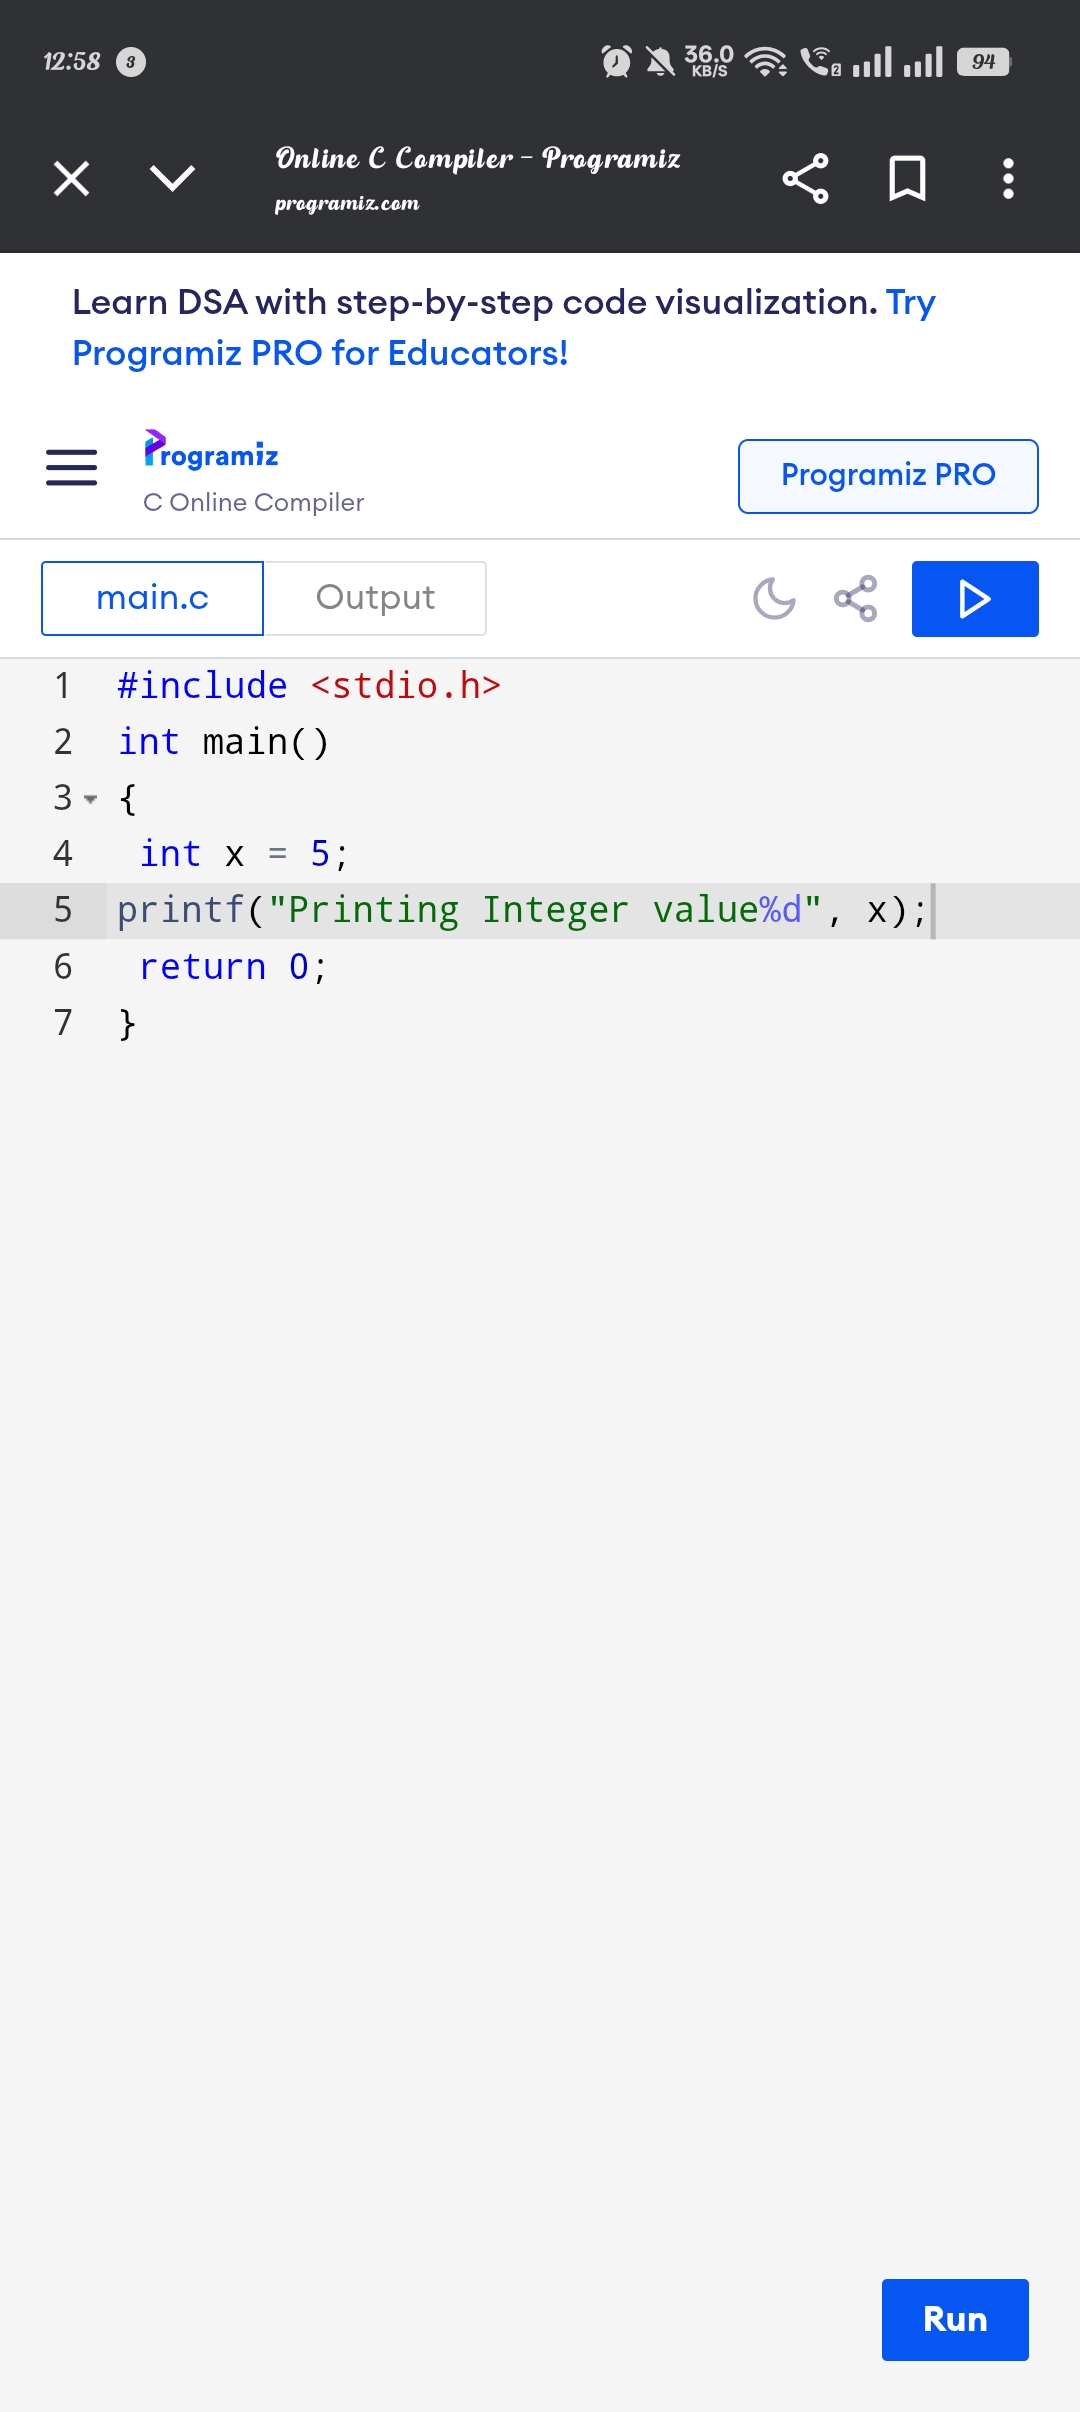 12:58 3 36.0 KB/S 2 94
Online C Compiler - Programiz
programiz.com
Learn DSA with step-by-step code visualization. Try
Programiz PRO for Educators!
Programiz
C Online Compiler
Programiz PRO
main.c Output
1 #include <stdio.h>
2 int main()
3 {
4  int x = 5;
5 printf("Printing Integer value%d", x);
6  return 0;
7 }
Run